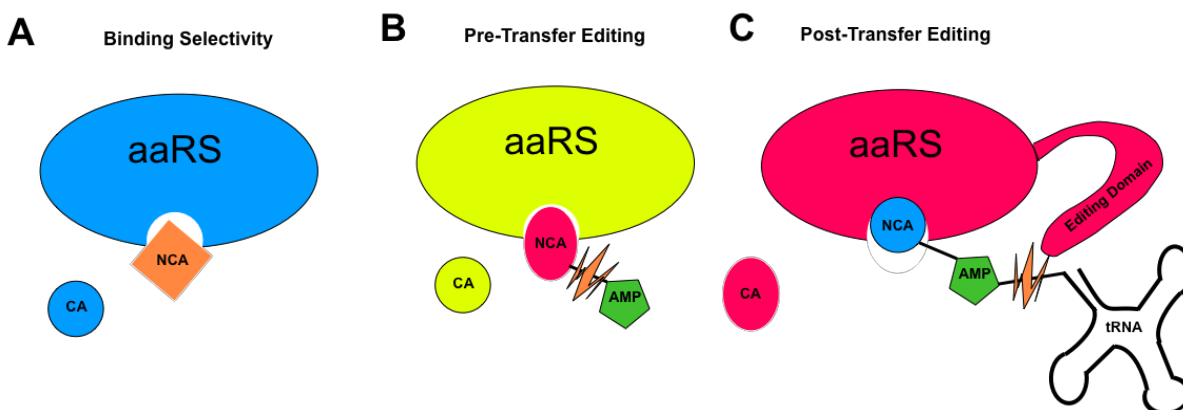 A
Binding Selectivity
aaRS
NCA
CA
B
Pre-Transfer Editing
aaRS
NCA
CA
AMP
C
Post-Transfer Editing
aaRS
Editing Domain
NCA
AMP
CA
tRNA